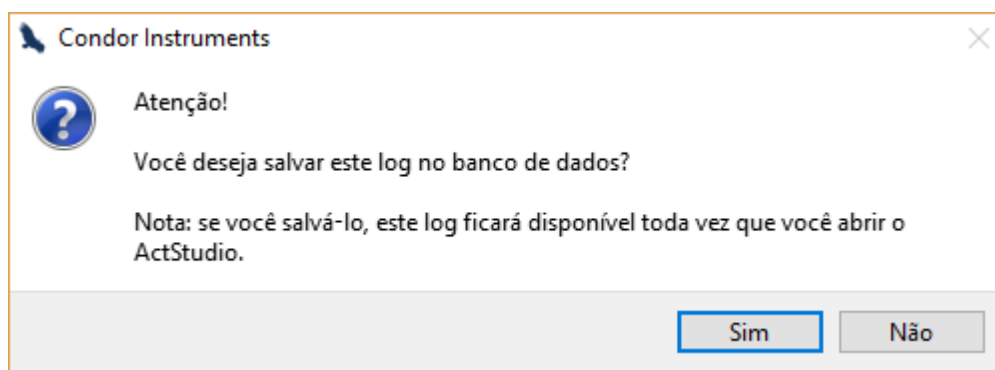 Condor Instruments
Atenção!
Você deseja salvar este log no banco de dados?
Nota: se você salvá-lo, este log ficará disponível toda vez que você abrir o
ActStudio.
Sim
Não